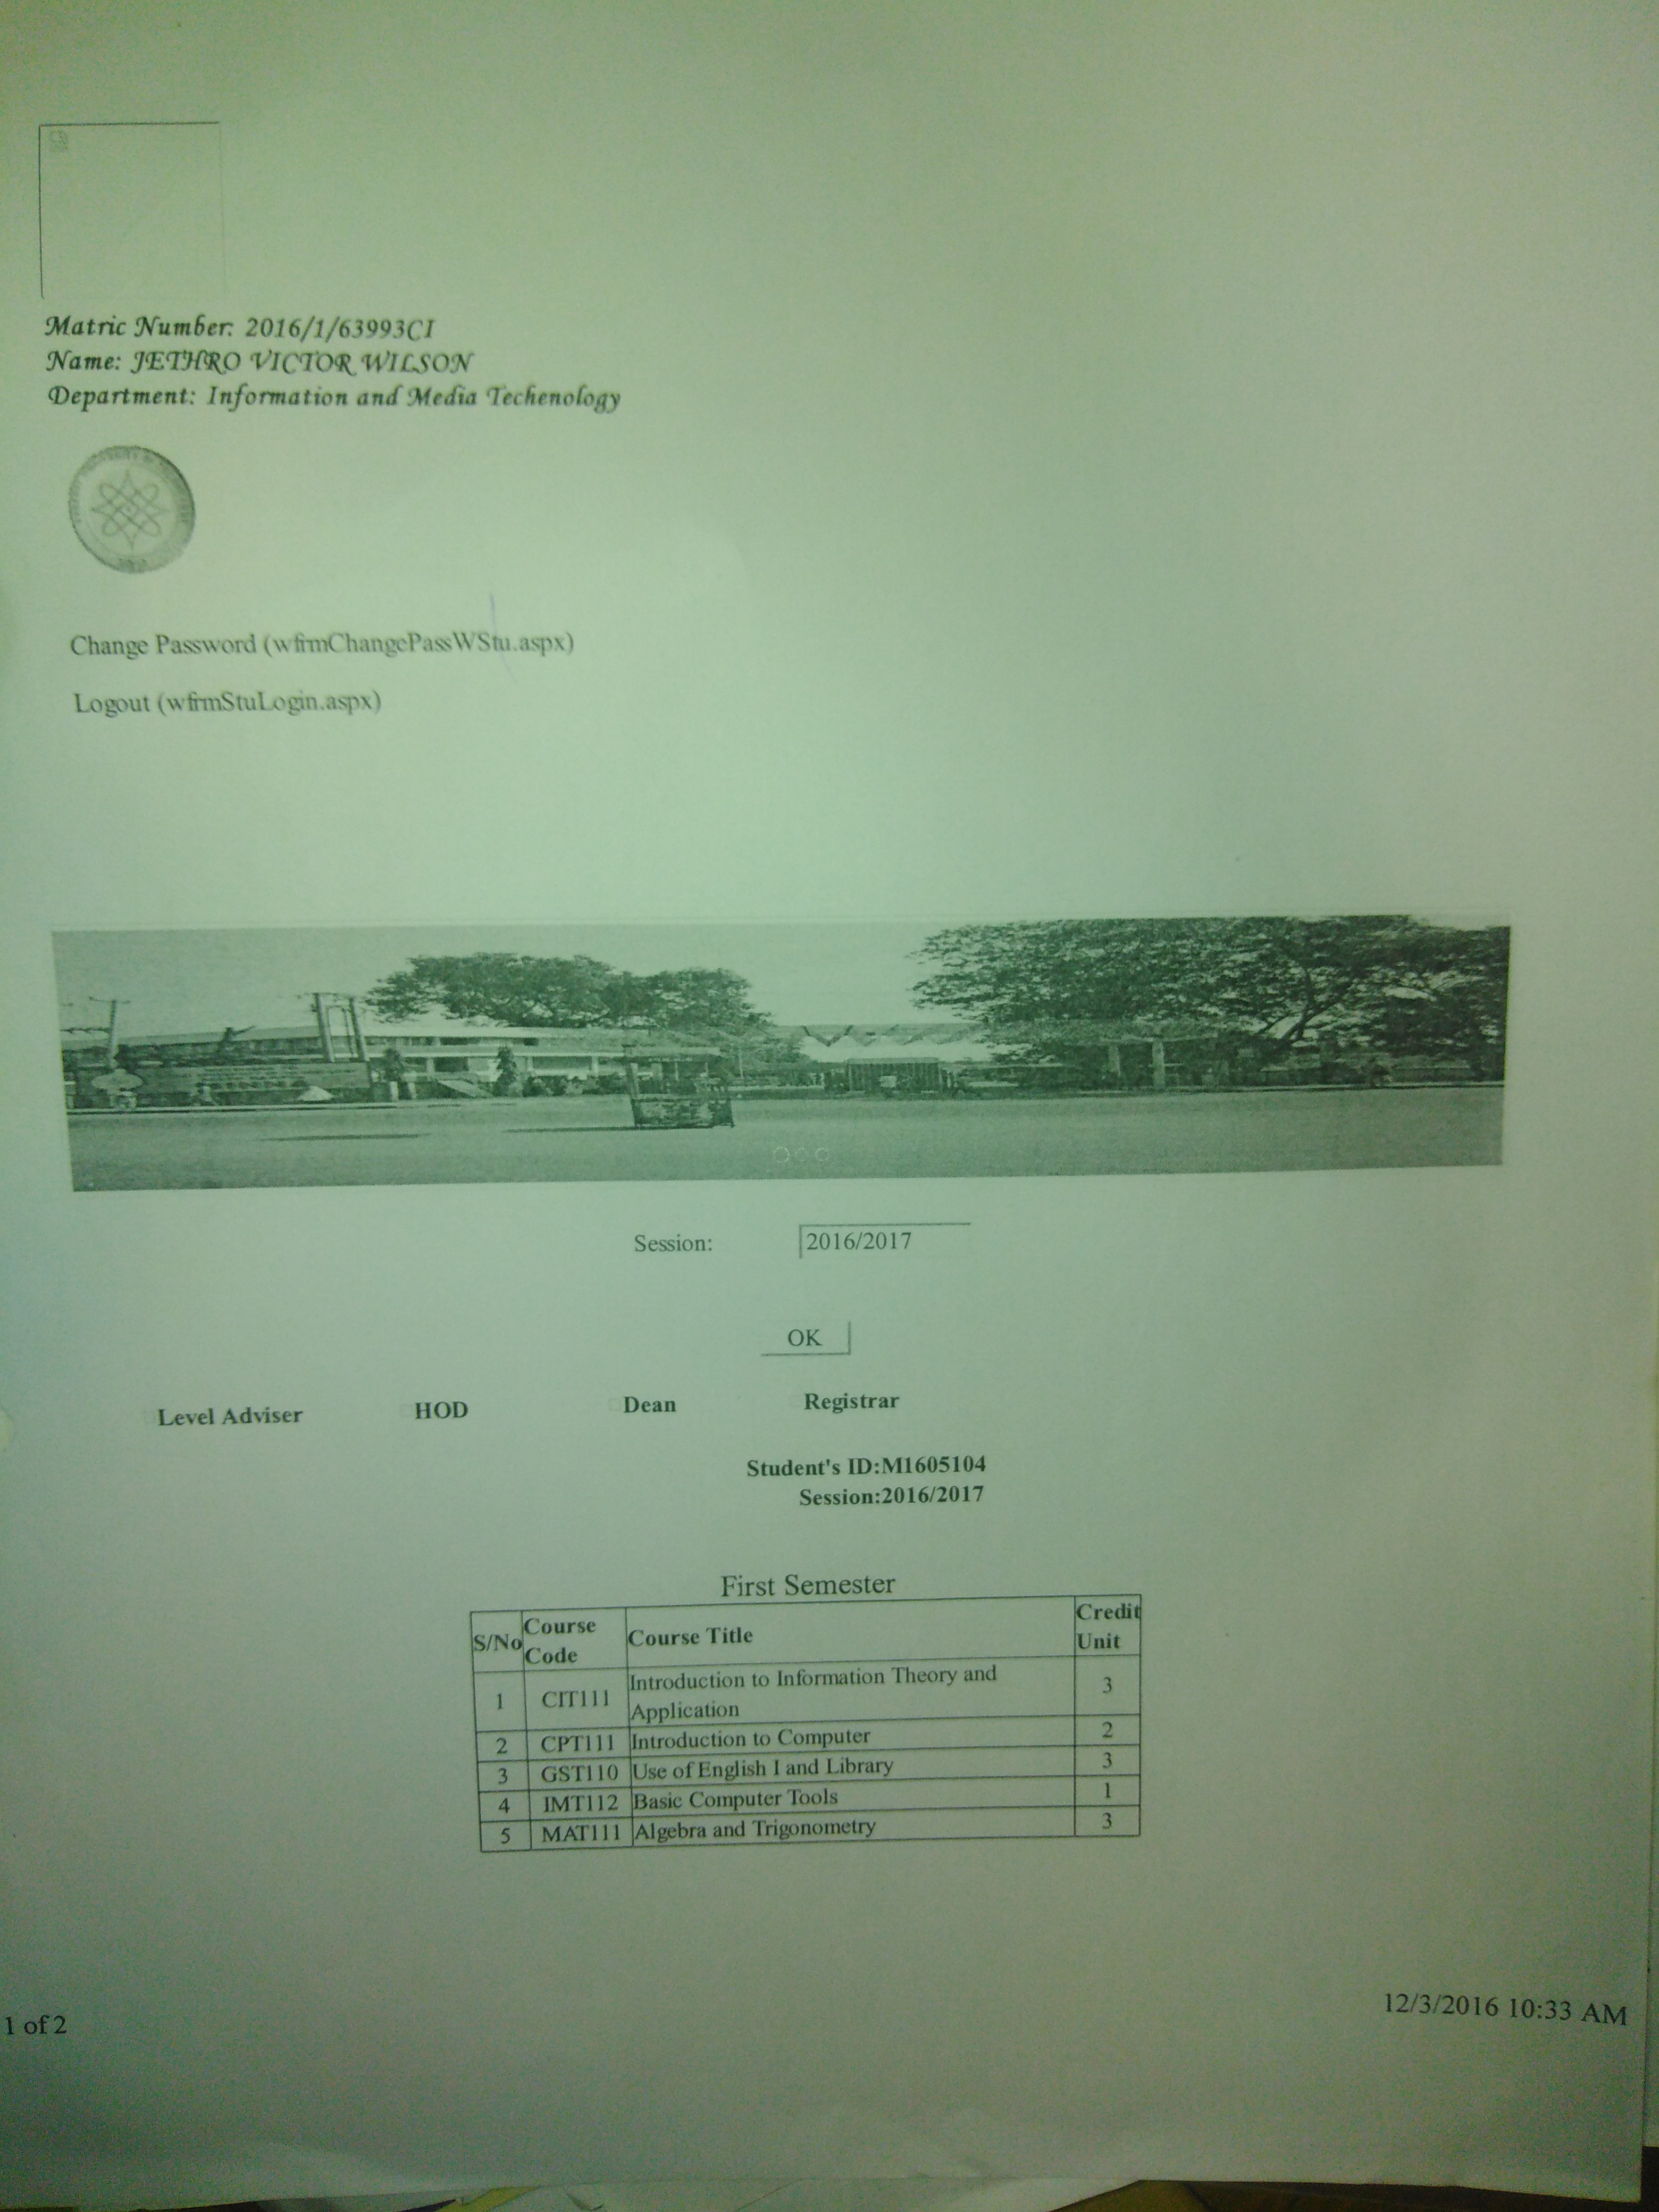 Matric Number: 2016/1/63993CI
Name: JETHRO VICTOR WILSON
Department: Information and Media Techenology
Change Password (wfrmChangePassWStu.aspx)
Logout (wfrmStuLogin.aspx)
Session: 2016/2017
OK
Level Adviser HOD Dean Registrar
Student's ID:M1605104
Session:2016/2017
First Semester
S/No Course Code Course Title Credit Unit
1 CIT111 Introduction to Information Theory and Application 3
2 CPT111 Introduction to Computer 2
3 GST110 Use of English I and Library 3
4 IMT112 Basic Computer Tools 1
5 MAT111 Algebra and Trigonometry 3
1 of 2
12/3/2016 10:33 AM